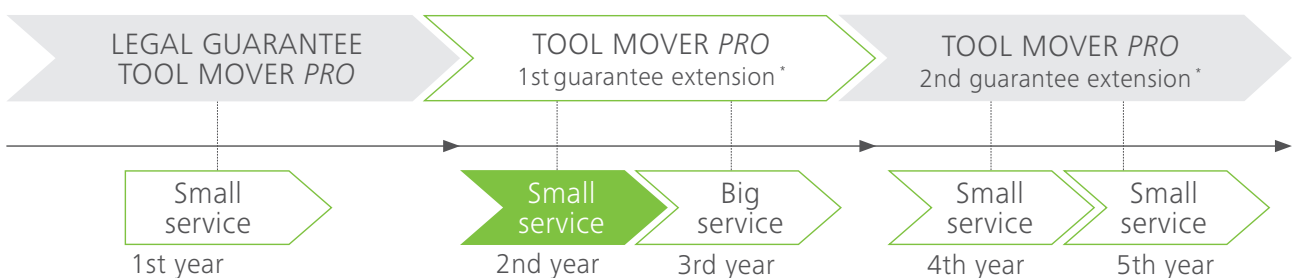 LEGAL GUARANTEE
TOOL MOVER PRO
TOOL MOVER PRO
1st guarantee extension*
TOOL MOVER PRO
2nd guarantee extension*
Small
service
1st year
Small
service
2nd year
Big
service
3rd year
Small
service
4th year
Small
service
5th year